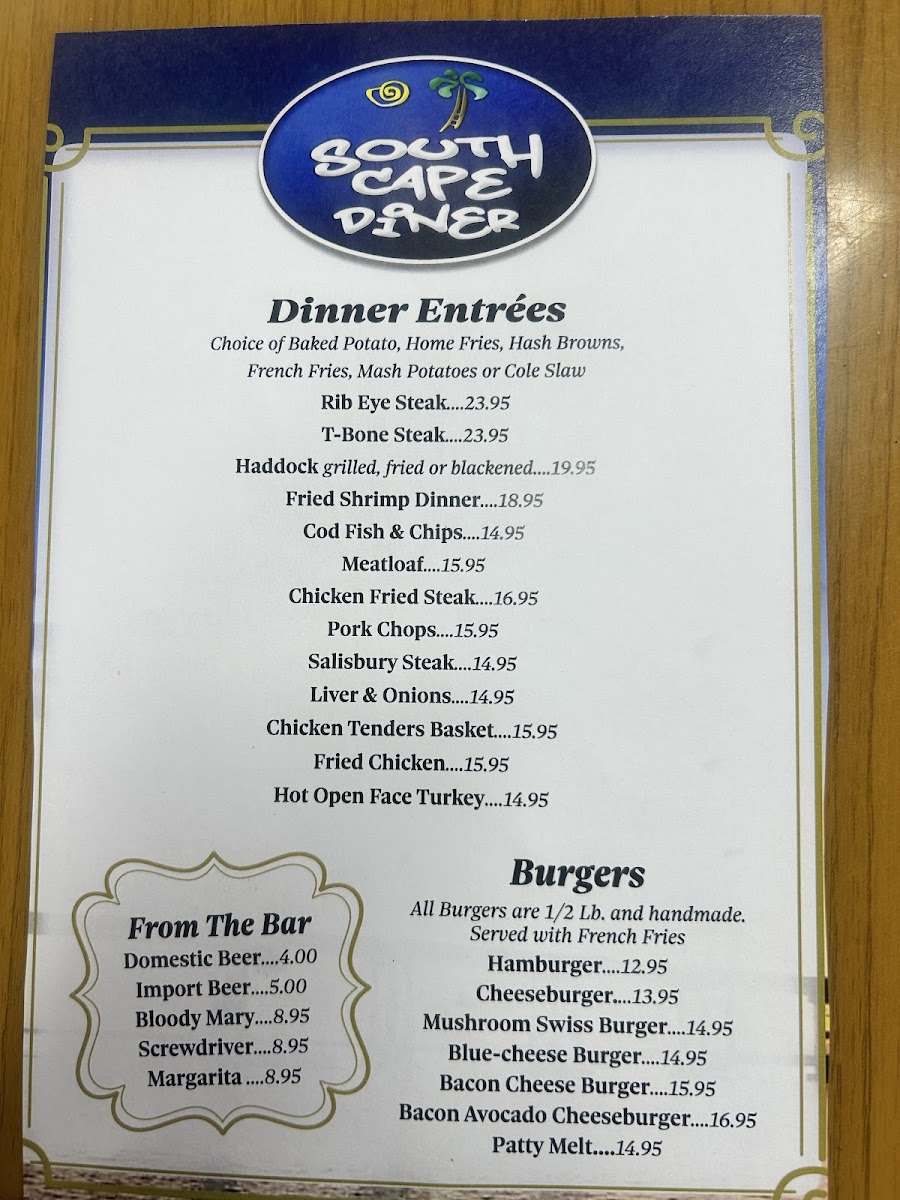 SOUTH
CAPE
DINER
Dinner Entrées
Choice of Baked Potato, Home Fries, Hash Browns,
French Fries, Mash Potatoes or Cole Slaw
Rib Eye Steak....23.95
T-Bone Steak....23.95
Haddock grilled, fried or blackened....19.95
Fried Shrimp Dinner....18.95
Cod Fish & Chips....14.95
Meatloaf....15.95
Chicken Fried Steak....16.95
Pork Chops....15.95
Salisbury Steak....14.95
Liver & Onions....14.95
Chicken Tenders Basket....15.95
Fried Chicken....15.95
Hot Open Face Turkey....14.95
From The Bar
Domestic Beer....4.00
Import Beer....5.00
Bloody Mary....8.95
Screwdriver....8.95
Margarita ....8.95
Burgers
All Burgers are 1/2 Lb. and handmade.
Served with French Fries
Hamburger....12.95
Cheeseburger....13.95
Mushroom Swiss Burger....14.95
Blue-cheese Burger....14.95
Bacon Cheese Burger....15.95
Bacon Avocado Cheeseburger....16.95
Patty Melt....14.95